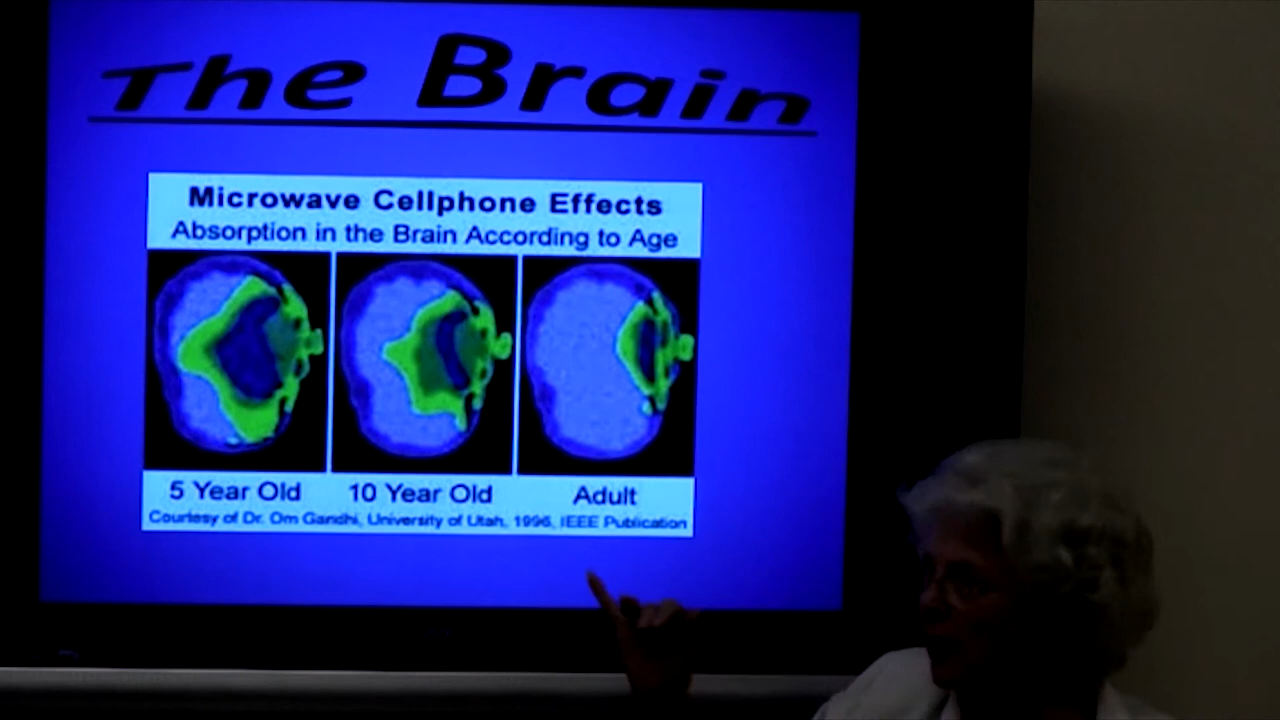 The Brain
Microwave Cellphone Effects
Absorption in the Brain According to Age
5 Year Old 10 Year Old Adult
Courtesy of Dr. Om Gandhi, University of Utah, 1996, IEEE Publication